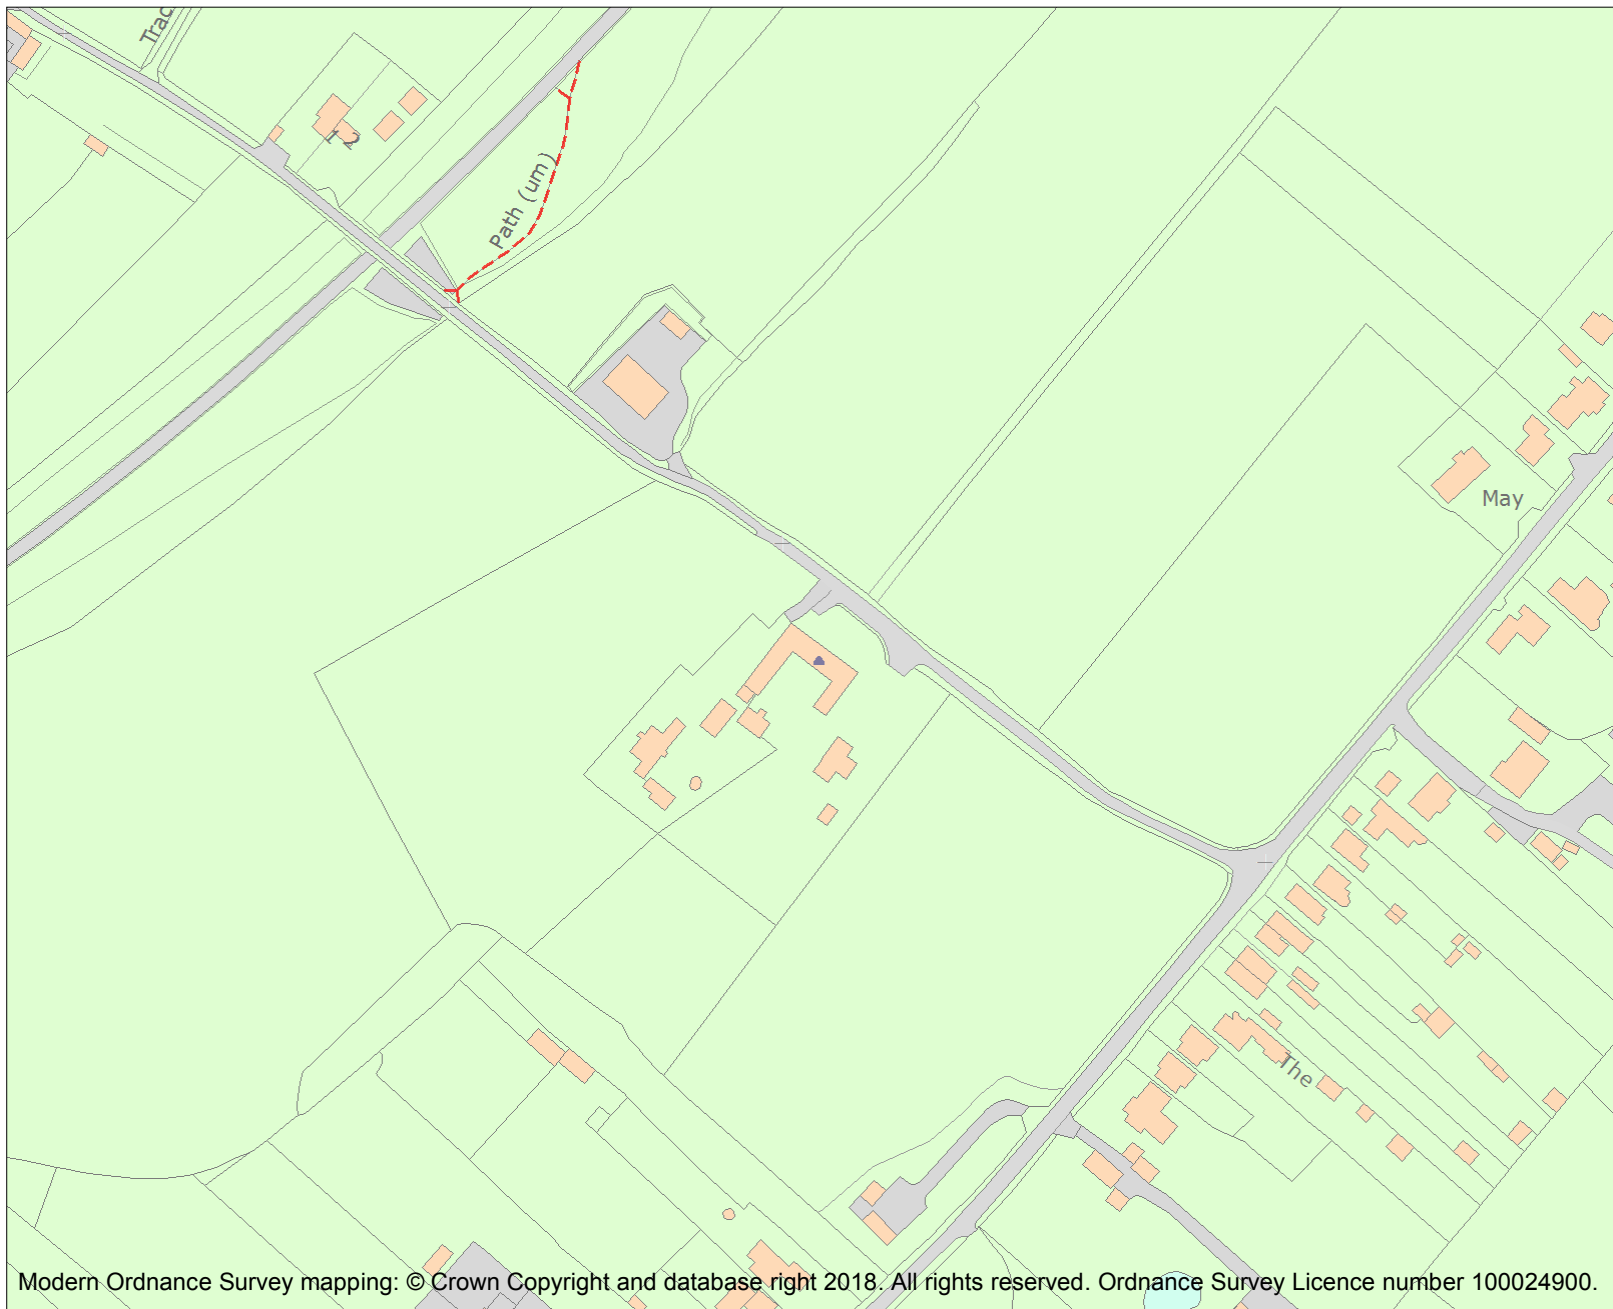 Trac
1 2
Path (um)
May
The
Modern Ordnance Survey mapping: © Crown Copyright and database right 2018. All rights reserved. Ordnance Survey Licence number 100024900.